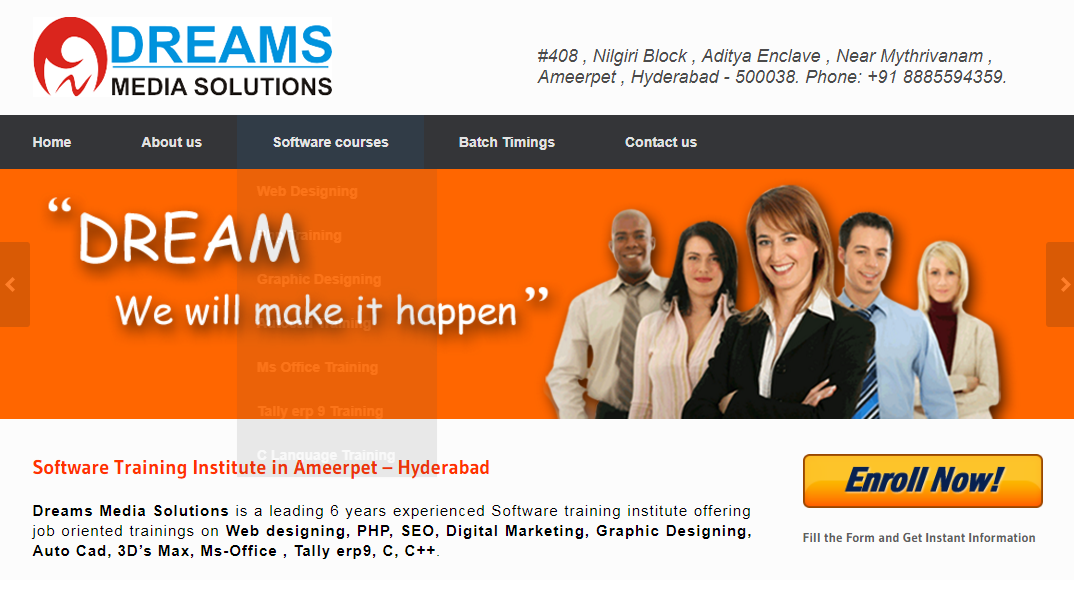 DREAMS
MEDIA SOLUTIONS
#408 , Nilgiri Block , Aditya Enclave , Near Mythrivanam ,
Ameerpet , Hyderabad - 500038. Phone: +91 8885594359.
Home About us Software courses Batch Timings Contact us
Web Designing
Training
Graphic Designing
Training
Ms Office Training
Tally erp 9 Training
C Language Training
“DREAM
We will make it happen”
Software Training Institute in Ameerpet – Hyderabad
Dreams Media Solutions is a leading 6 years experienced Software training institute offering
job oriented trainings on Web designing, PHP, SEO, Digital Marketing, Graphic Designing,
Auto Cad, 3D’s Max, Ms-Office , Tally erp9, C, C++.
Enroll Now!
Fill the Form and Get Instant Information